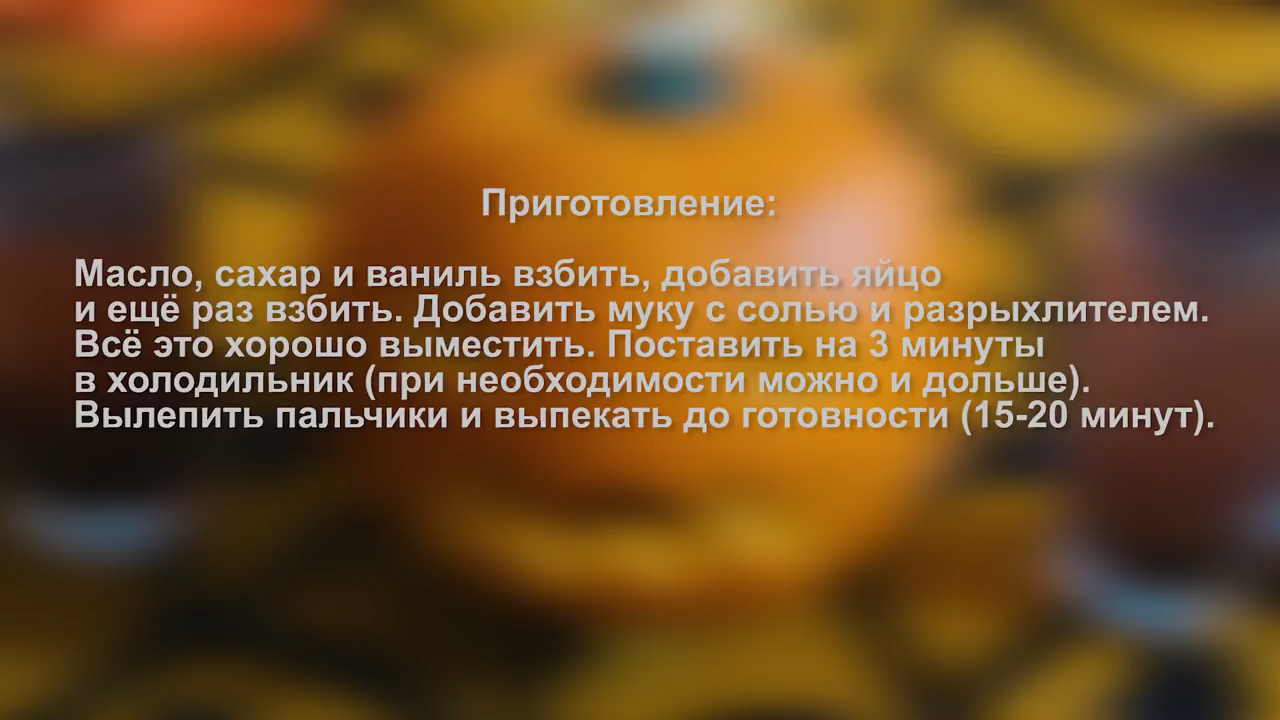 Приготовление:
Масло, сахар и ваниль взбить, добавить яйцо
и ещё раз взбить. Добавить муку с солью и разрыхлителем.
Всё это хорошо выместить. Поставить на 3 минуты
в холодильник (при необходимости можно и дольше).
Вылепить пальчики и выпекать до готовности (15-20 минут).